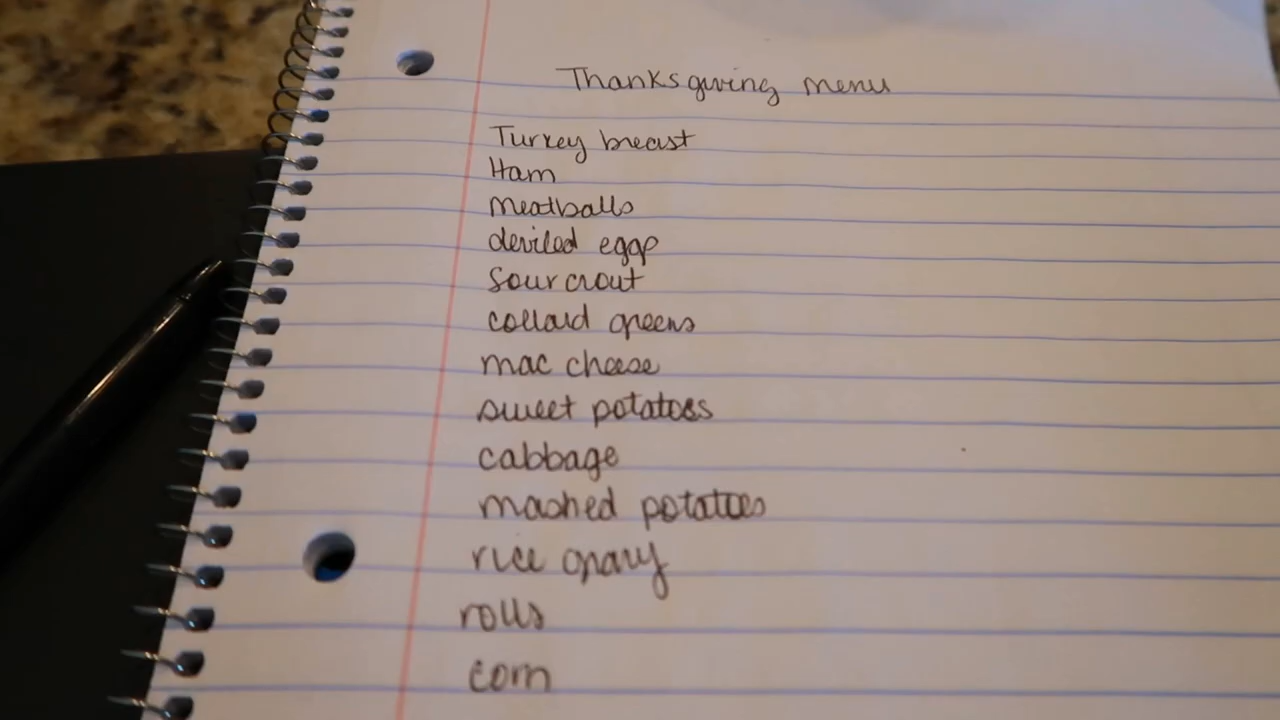 Thanksgiving menu
Turkey breast
Ham
meatballs
deviled eggs
Sour crout
collard greens
mac cheese
sweet potatoes
cabbage
mashed potatoes
rice gravy
rolls
corn